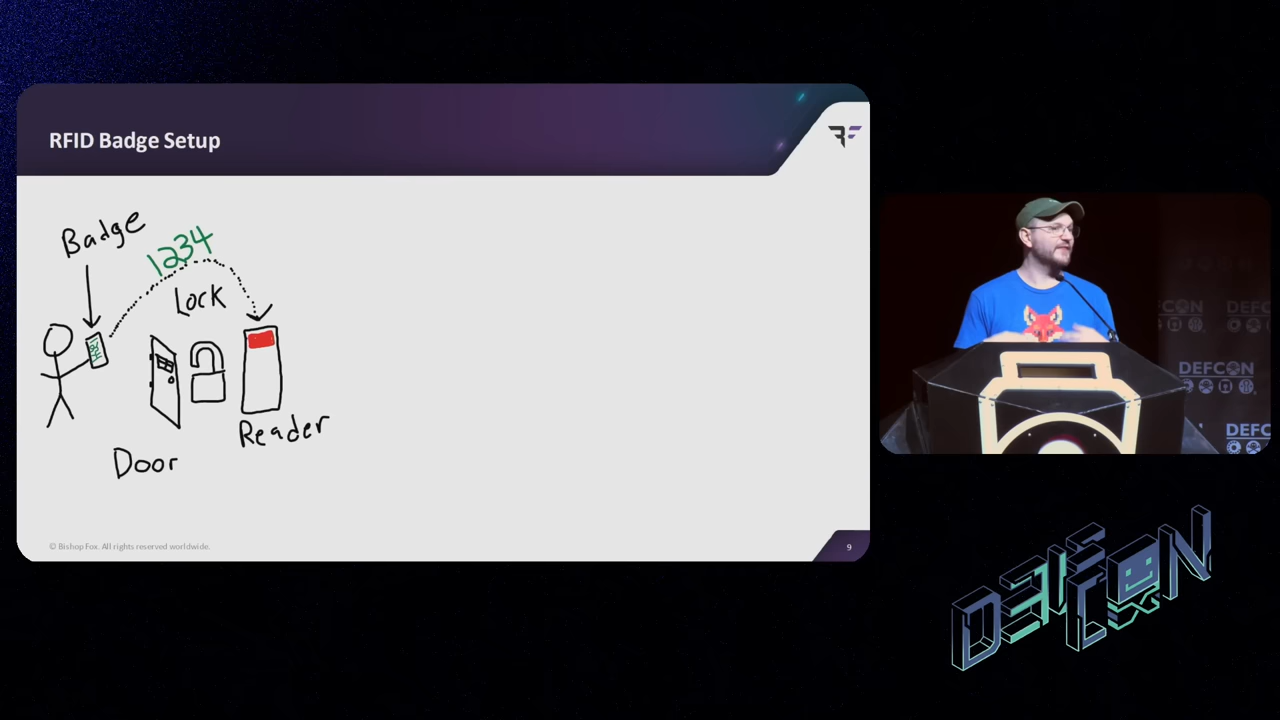 RFID Badge Setup
Badge
1234
Lock
Reader
Door
© Bishop Fox. All rights reserved worldwide.
9
DEFCON
DEFCON
DEFCON
DEFC
DEFCON